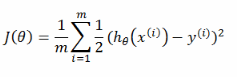 J(θ) = 1/m ∑_{i=1}^{m} 1/2 (h_θ(x^{(i)}) − y^{(i)})²